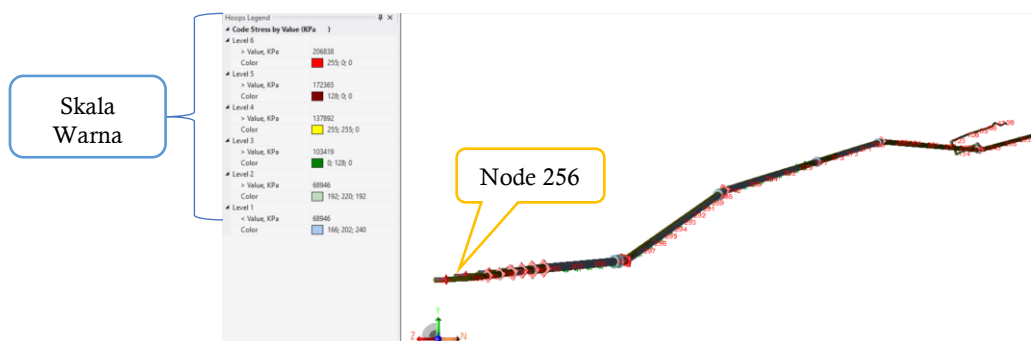 Hoops Legend
Code Stress by Value (KPa )
Level 6
> Value, KPa 206838
Color 255; 0; 0
Level 5
> Value, KPa 172365
Color 128; 0; 0
Level 4
> Value, KPa 137892
Color 255; 255; 0
Level 3
> Value, KPa 103419
Color 0; 128; 0
Level 2
> Value, KPa 68946
Color 192; 220; 192
Level 1
< Value, KPa 68946
Color 166; 202; 240
Skala
Warna
Node 256
Y
Z
N